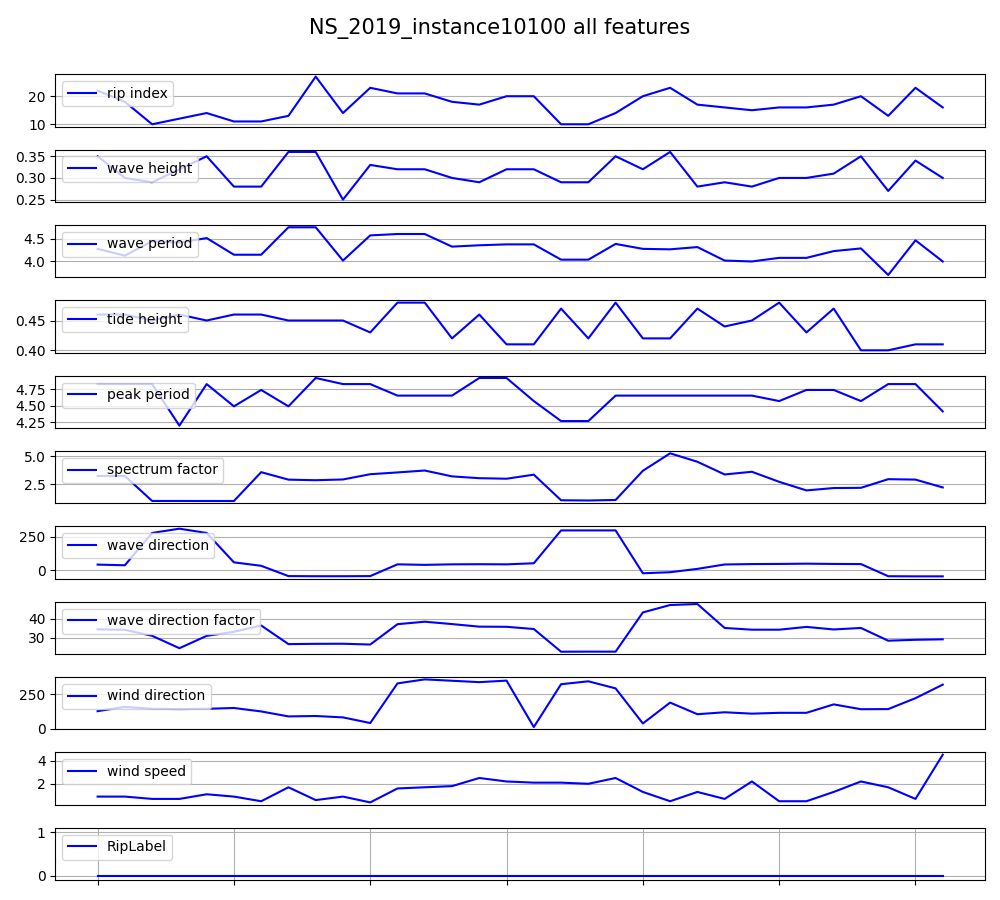 NS_2019_instance10100 all features
rip index
20
10
wave height
0.35
0.30
0.25
wave period
4.5
4.0
tide height
0.45
0.40
peak period
4.75
4.50
4.25
spectrum factor
5.0
2.5
wave direction
250
0
wave direction factor
40
30
wind direction
250
0
wind speed
4
2
RipLabel
1
0